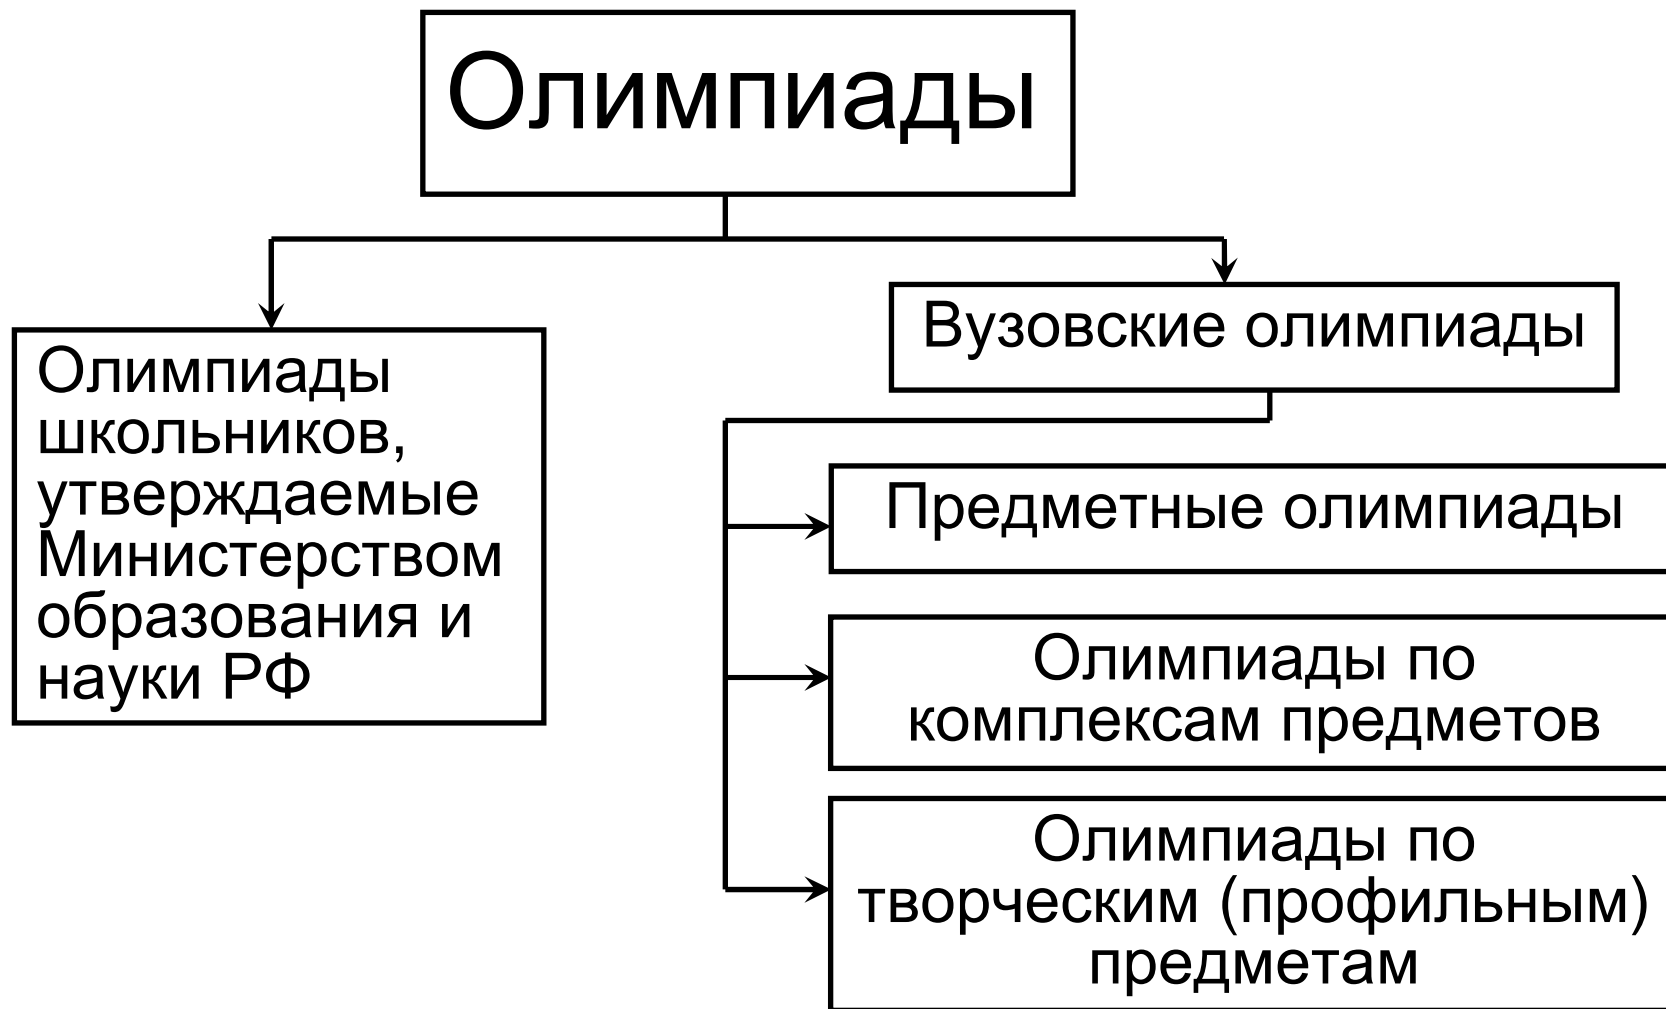 Олимпиады
Олимпиады
школьников,
утверждаемые
Министерством
образования и
науки РФ
Вузовские олимпиады
Предметные олимпиады
Олимпиады по
комплексам предметов
Олимпиады по
творческим (профильным)
предметам